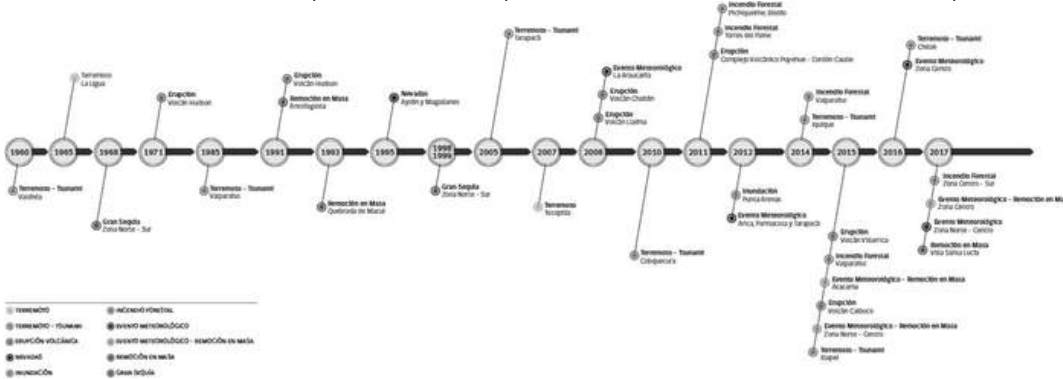 Incendio Forestal
Pichiqueime, Biobío
Incendio Forestal
Torres del Paine
Erupción
Complejo Volcánico Puyehue - Cordón Caulle
Terremoto - Tsunami
Tarapacá
Terremoto - Tsunami
Chiloé
Evento Meteorológico
Zona Centro
Terremoto
La Ligua
Erupción
Volcán Hudson
Erupción
Volcán Hudson
Remoción en Masa
Antofagasta
Nevadas
Aysén y Magallanes
Evento Meteorológico
La Araucanía
Erupción
Volcán Chaitén
Erupción
Volcán Llaima
Incendio Forestal
Valparaíso
Terremoto - Tsunami
Iquique
1960
1965
1968
1971
1985
1991
1993
1995
1998
1999
2005
2007
2008
2010
2011
2012
2014
2015
2016
2017
Terremoto - Tsunami
Valdivia
Gran Sequía
Zona Norte - Sur
Terremoto - Tsunami
Valparaíso
Remoción en Masa
Quebrada de Macul
Gran Sequía
Zona Norte - Sur
Terremoto
Tocopilla
Terremoto - Tsunami
Cobquecura
Inundación
Punta Arenas
Evento Meteorológico
Arica, Parinacota y Tarapacá
Erupción
Volcán Villarrica
Incendio Forestal
Valparaíso
Evento Meteorológico - Remoción en Masa
Atacama
Erupción
Volcán Calbuco
Evento Meteorológico - Remoción en Masa
Zona Norte - Centro
Terremoto - Tsunami
Illapel
Incendio Forestal
Zona Centro - Sur
Evento Meteorológico - Remoción en Ma
Zona Centro
Evento Meteorológico
Zona Norte - Centro
Remoción en Masa
Villa Santa Lucía
TERREMOTO
TERREMOTO - TSUNAMI
ERUPCIÓN VOLCÁNICA
NEVADAS
INUNDACIÓN
INCENDIO FORESTAL
EVENTO METEOROLÓGICO
EVENTO METEOROLÓGICO - REMOCIÓN EN MASA
REMOCIÓN EN MASA
GRAN SEQUÍA